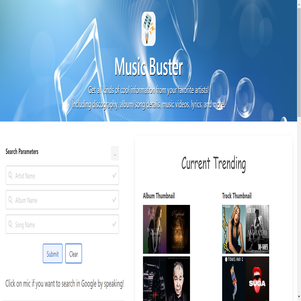 Music Buster
Get all kinds of cool information from your favorite artists!
Including discography, album song details, music videos, lyrics, and more.
Search Parameters
Artist Name
Album Name
Song Name
Submit
Clear
Click on mic if you want to search in Google by speaking!
Current Trending
Album Thumbnail
Track Thumbnail
SUGA